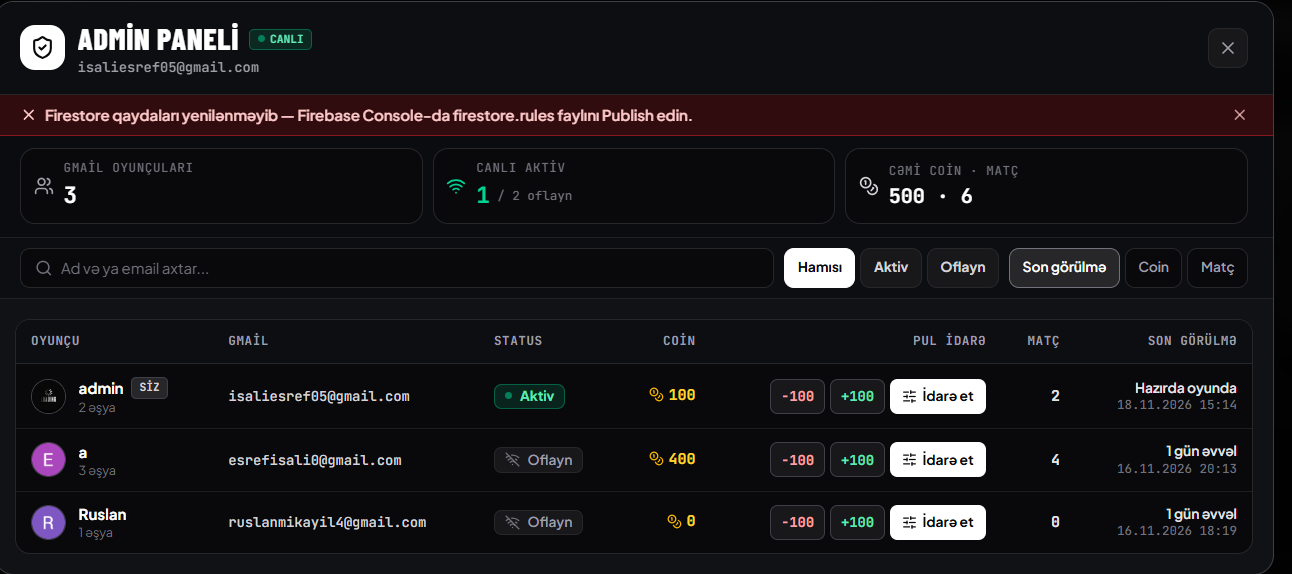 ADMİN PANELİ CANLI
isaliesref05@gmail.com
Firestore qaydaları yenilənməyib — Firebase Console-da firestore.rules faylını Publish edin.
GMAİL OYUNÇULARI
3
CANLI AKTİV
1 / 2 oflayn
CƏMİ COİN · MATÇ
500 · 6
Ad və ya email axtar...
Hamısı
Aktiv
Oflayn
Son görülmə
Coin
Matç
OYUNÇU GMAİL STATUS COİN PUL İDARƏ MATÇ SON GÖRÜLMƏ
admin SİZ
2 əşya
isaliesref05@gmail.com
Aktiv
100
-100
+100
İdarə et
2
Hazırda oyunda
18.11.2026 15:14
E
a
3 əşya
esrefisali0@gmail.com
Oflayn
400
-100
+100
İdarə et
4
1 gün əvvəl
16.11.2026 20:13
R
Ruslan
1 əşya
ruslanmikayil4@gmail.com
Oflayn
0
-100
+100
İdarə et
0
1 gün əvvəl
16.11.2026 18:19